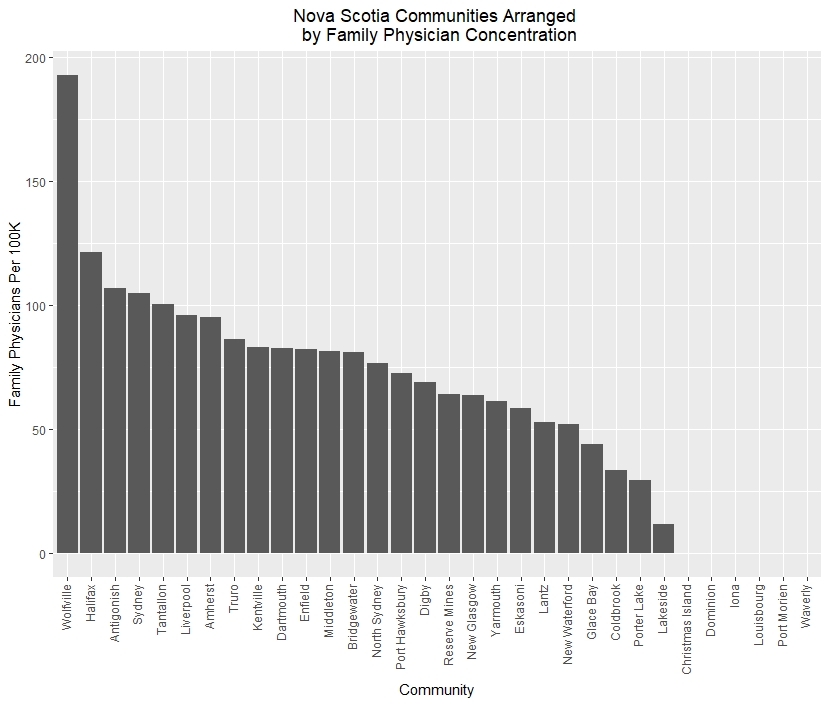 Nova Scotia Communities Arranged
by Family Physician Concentration
Family Physicians Per 100K
200
150
100
50
0
Wolfville
Halifax
Antigonish
Sydney
Tantallon
Liverpool
Amherst
Truro
Kentville
Dartmouth
Enfield
Middleton
Bridgewater
North Sydney
Port Hawksbury
Digby
Reserve Mines
New Glasgow
Yarmouth
Eskasoni
Lantz
New Waterford
Glace Bay
Coldbrook
Porter Lake
Lakeside
Christmas Island
Dominion
Iona
Louisbourg
Port Morien
Waverly
Community